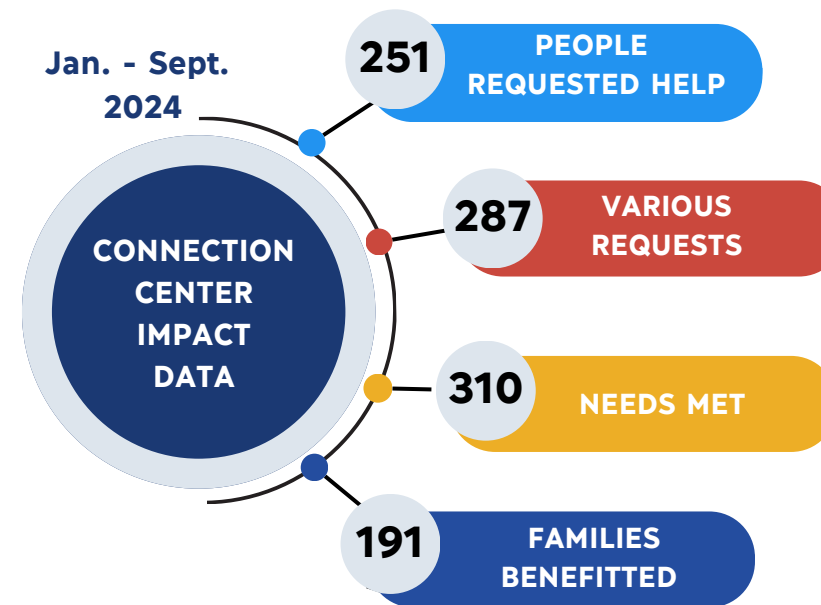 Jan. - Sept.
2024
CONNECTION
CENTER
IMPACT
DATA
251
PEOPLE
REQUESTED HELP
287
VARIOUS
REQUESTS
310
NEEDS MET
191
FAMILIES
BENEFITTED